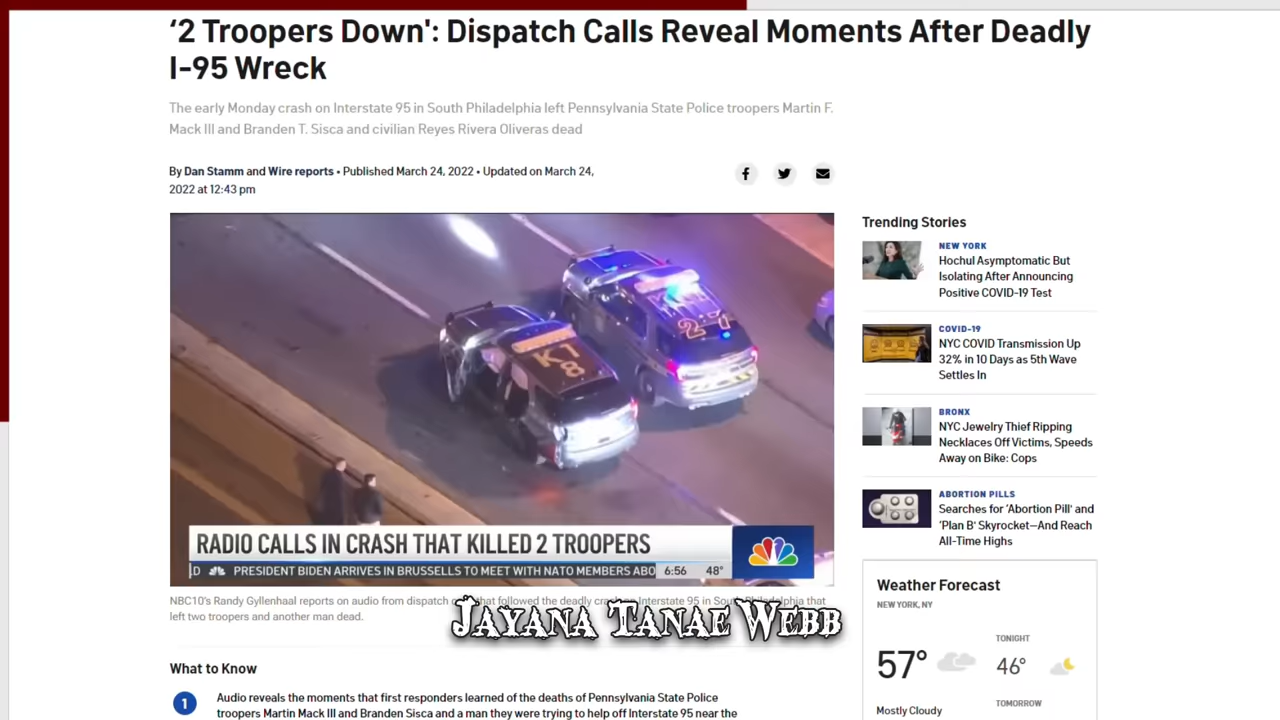 ‘2 Troopers Down': Dispatch Calls Reveal Moments After Deadly
I-95 Wreck
The early Monday crash on Interstate 95 in South Philadelphia left Pennsylvania State Police troopers Martin F.
Mack III and Branden T. Sisca and civilian Reyes Rivera Oliveras dead
By Dan Stamm and Wire reports • Published March 24, 2022 • Updated on March 24,
2022 at 12:43 pm
K7
8
27
RADIO CALLS IN CRASH THAT KILLED 2 TROOPERS
PRESIDENT BIDEN ARRIVES IN BRUSSELLS TO MEET WITH NATO MEMBERS ABO
6:56 48°
NBC10's Randy Gyllenhaal reports on audio from dispatch that followed the deadly Interstate 95 in South Philadelphia that
left two troopers and another man dead.
Jayana Tanae Webb
What to Know
1
Audio reveals the moments that first responders learned of the deaths of Pennsylvania State Police
troopers Martin Mack III and Branden Sisca and a man they were trying to help off Interstate 95 near the
Trending Stories
NEW YORK
Hochul Asymptomatic But
Isolating After Announcing
Positive COVID-19 Test
COVID-19
NYC COVID Transmission Up
32% in 10 Days as 5th Wave
Settles In
BRONX
NYC Jewelry Thief Ripping
Necklaces Off Victims, Speeds
Away on Bike: Cops
ABORTION PILLS
Searches for 'Abortion Pill' and
'Plan B' Skyrocket—And Reach
All-Time Highs
Weather Forecast
NEW YORK, NY
57°
Mostly Cloudy
TONIGHT
46°
TOMORROW